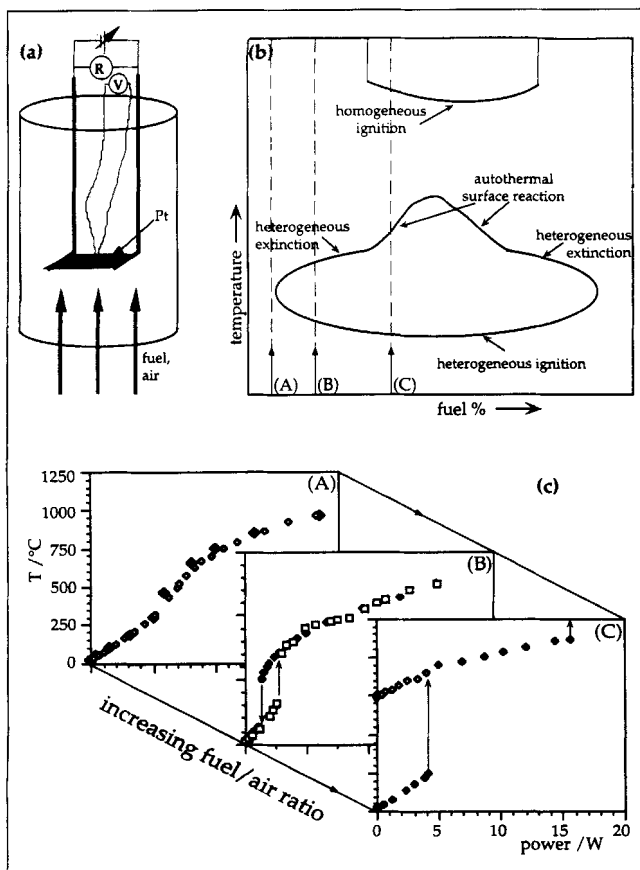 (a)
R
V
Pt
fuel,
air
(b)
homogeneous
ignition
autothermal
surface reaction
heterogeneous
extinction
heterogeneous
extinction
heterogeneous ignition
temperature
(A)
(B)
(C)
fuel %
(c)
(A)
1250
1000
750
500
250
0
T /°C
(B)
(C)
increasing fuel/air ratio
0
5
10
15
20
power /W